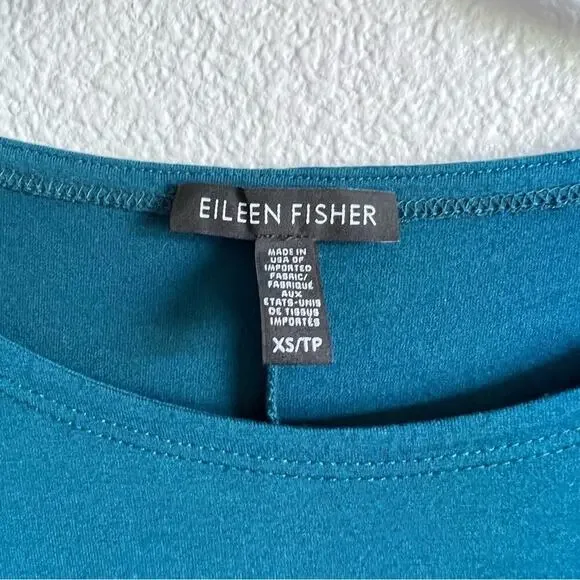 EILEEN FISHER
MADE IN
USA OF
IMPORTED
FABRIC/
FABRIQUÉ
AUX
ÉTATS-UNIS
DE TISSUS
IMPORTÉS
XS/TP